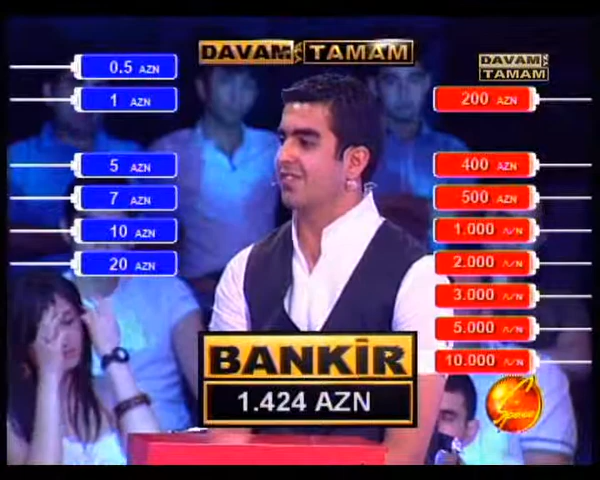 DAVAM TAMAM
DAVAM
TAMAM
0.5 AZN
1 AZN
5 AZN
7 AZN
10 AZN
20 AZN
200 AZN
400 AZN
500 AZN
1.000 AZN
2.000 AZN
3.000 AZN
5.000 AZN
10.000 AZN
BANKİR
1.424 AZN